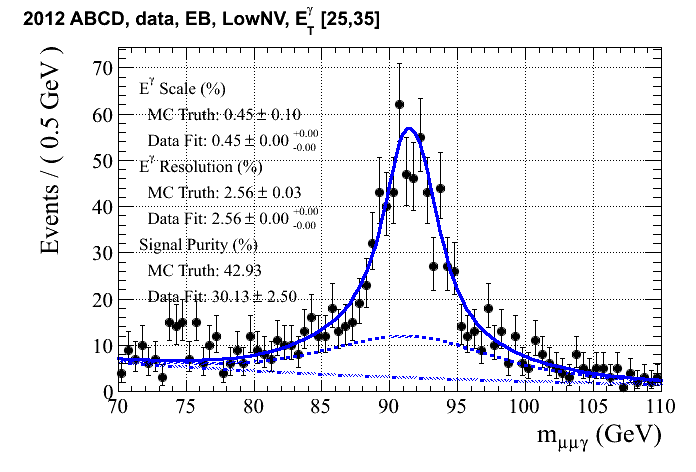 2012 ABCD, data, EB, LowNV, E_T^γ [25,35]
Events / ( 0.5 GeV )
70
60
50
40
30
20
10
0
E^γ Scale (%)
MC Truth: 0.45 ± 0.10
Data Fit: 0.45 ± 0.00 +0.00 -0.00
E^γ Resolution (%)
MC Truth: 2.56 ± 0.03
Data Fit: 2.56 ± 0.00 +0.00 -0.00
Signal Purity (%)
MC Truth: 42.93
Data Fit: 30.13 ± 2.50
70 75 80 85 90 95 100 105 110
m_μμγ (GeV)